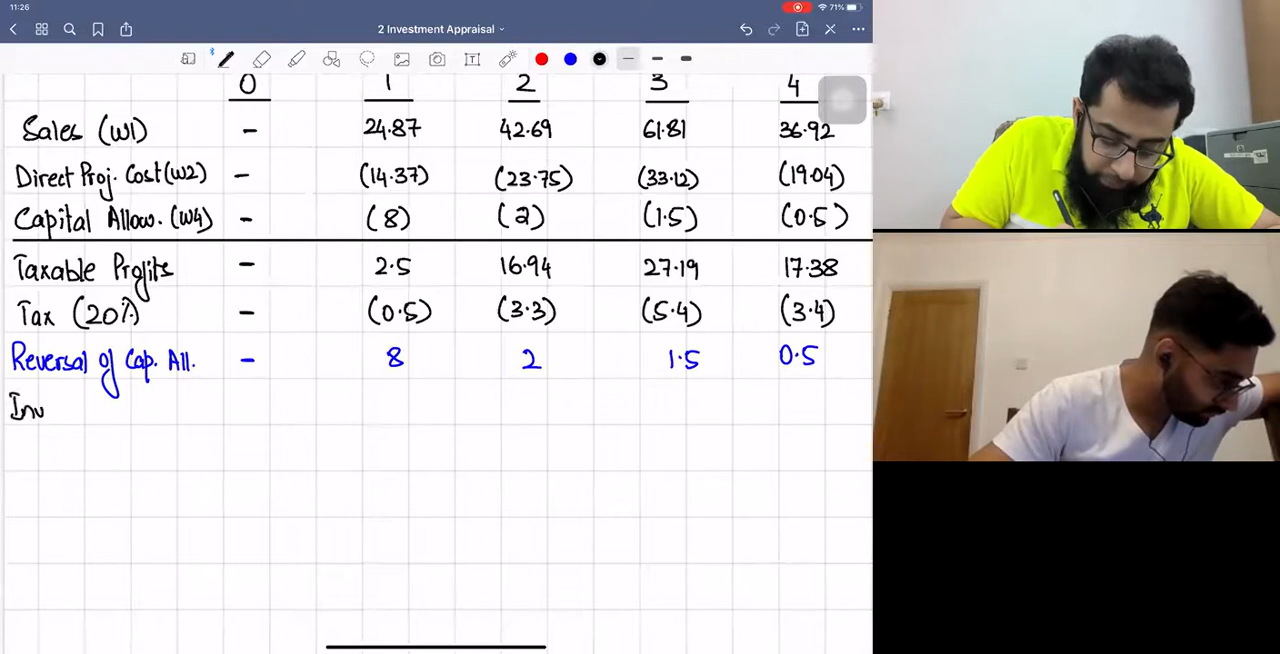 11:26
71%
2 Investment Appraisal
0 1 2 3 4
Sales (W1) - 24.87 42.69 61.81 36.92
Direct Proj. Cost (W2) - (14.37) (23.75) (33.12) (19.04)
Capital Allow. (W4) - (8) (2) (1.5) (0.5)
Taxable Profits - 2.5 16.94 27.19 17.38
Tax (20%) - (0.5) (3.3) (5.4) (3.4)
Reversal of Cap. All. - 8 2 1.5 0.5
Inv